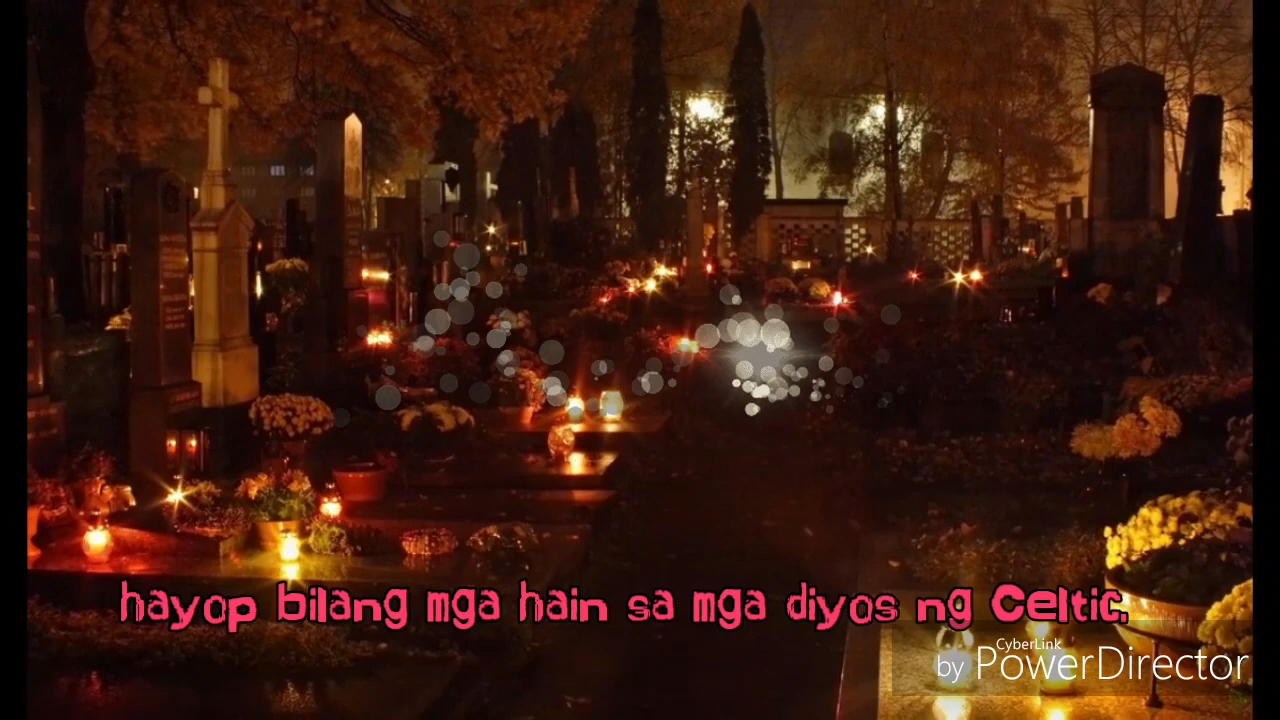 hayop bilang mga hain sa mga diyos ng Celtic.
CyberLink
by PowerDirector